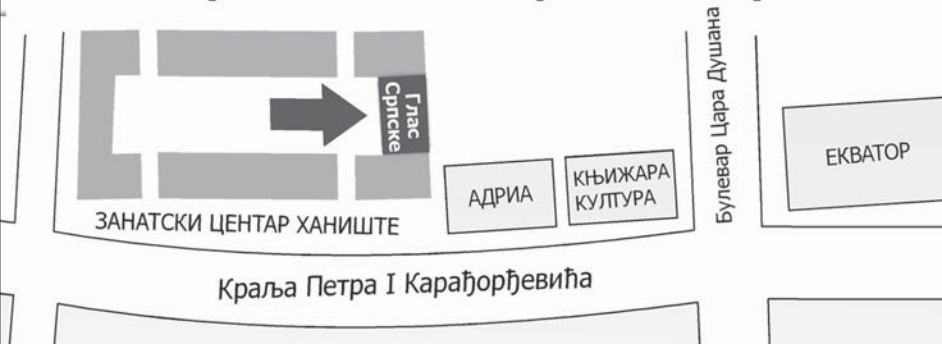 Глас
Српске
АДРИА
КЊИЖАРА
КУЛТУРА
Булевар Цара Душана
ЕКВАТОР
ЗАНАТСКИ ЦЕНТАР ХАНИШТЕ
Краља Петра I Карађорђевића